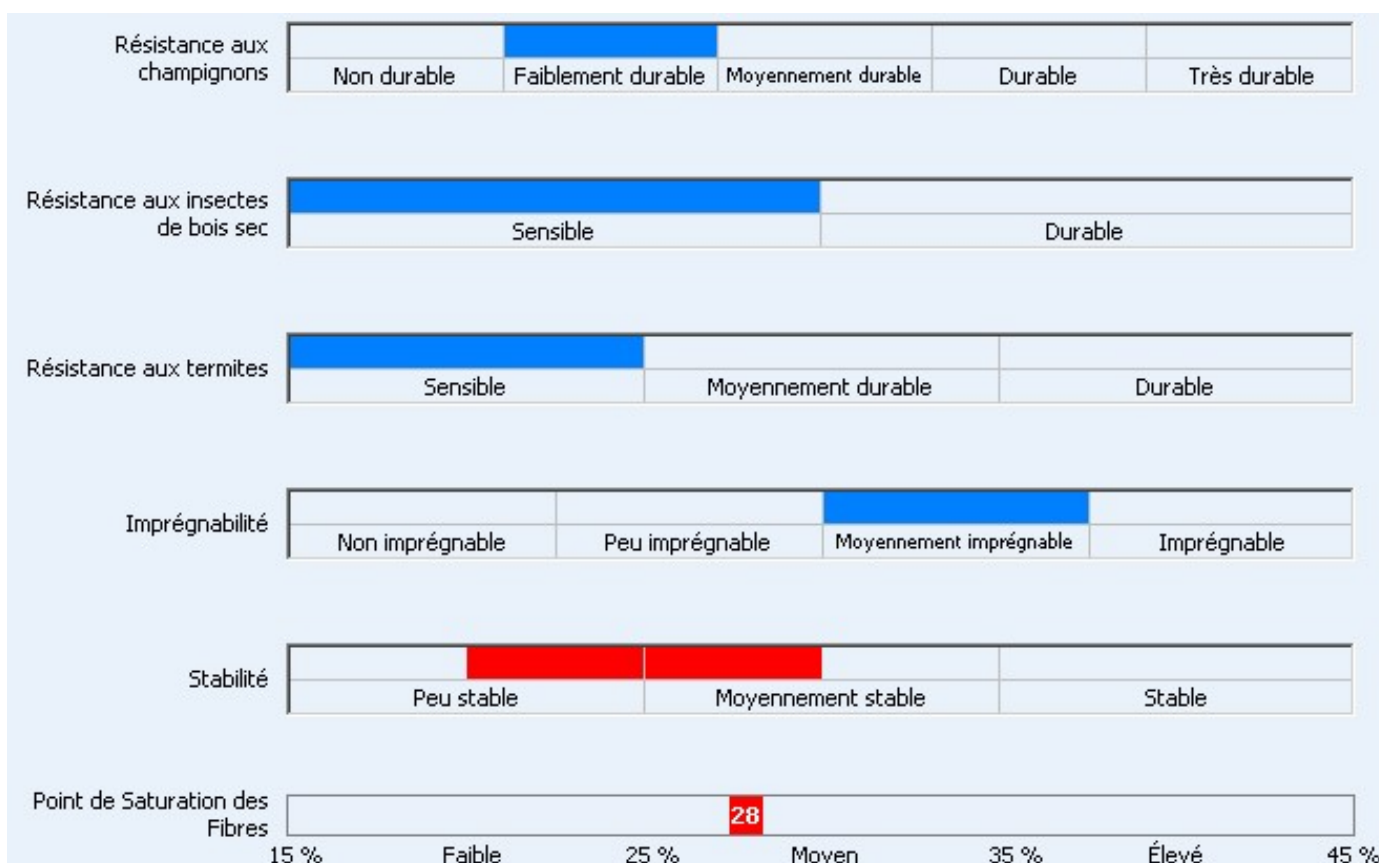 Résistance aux
champignons
Non durable Faiblement durable Moyennement durable Durable Très durable
Résistance aux insectes
de bois sec
Sensible Durable
Résistance aux termites
Sensible Moyennement durable Durable
Imprégnabilité
Non imprégnable Peu imprégnable Moyennement imprégnable Imprégnable
Stabilité
Peu stable Moyennement stable Stable
Point de Saturation des
Fibres
28
15 % Faible 25 % Moyen 35 % Élevé 45 %